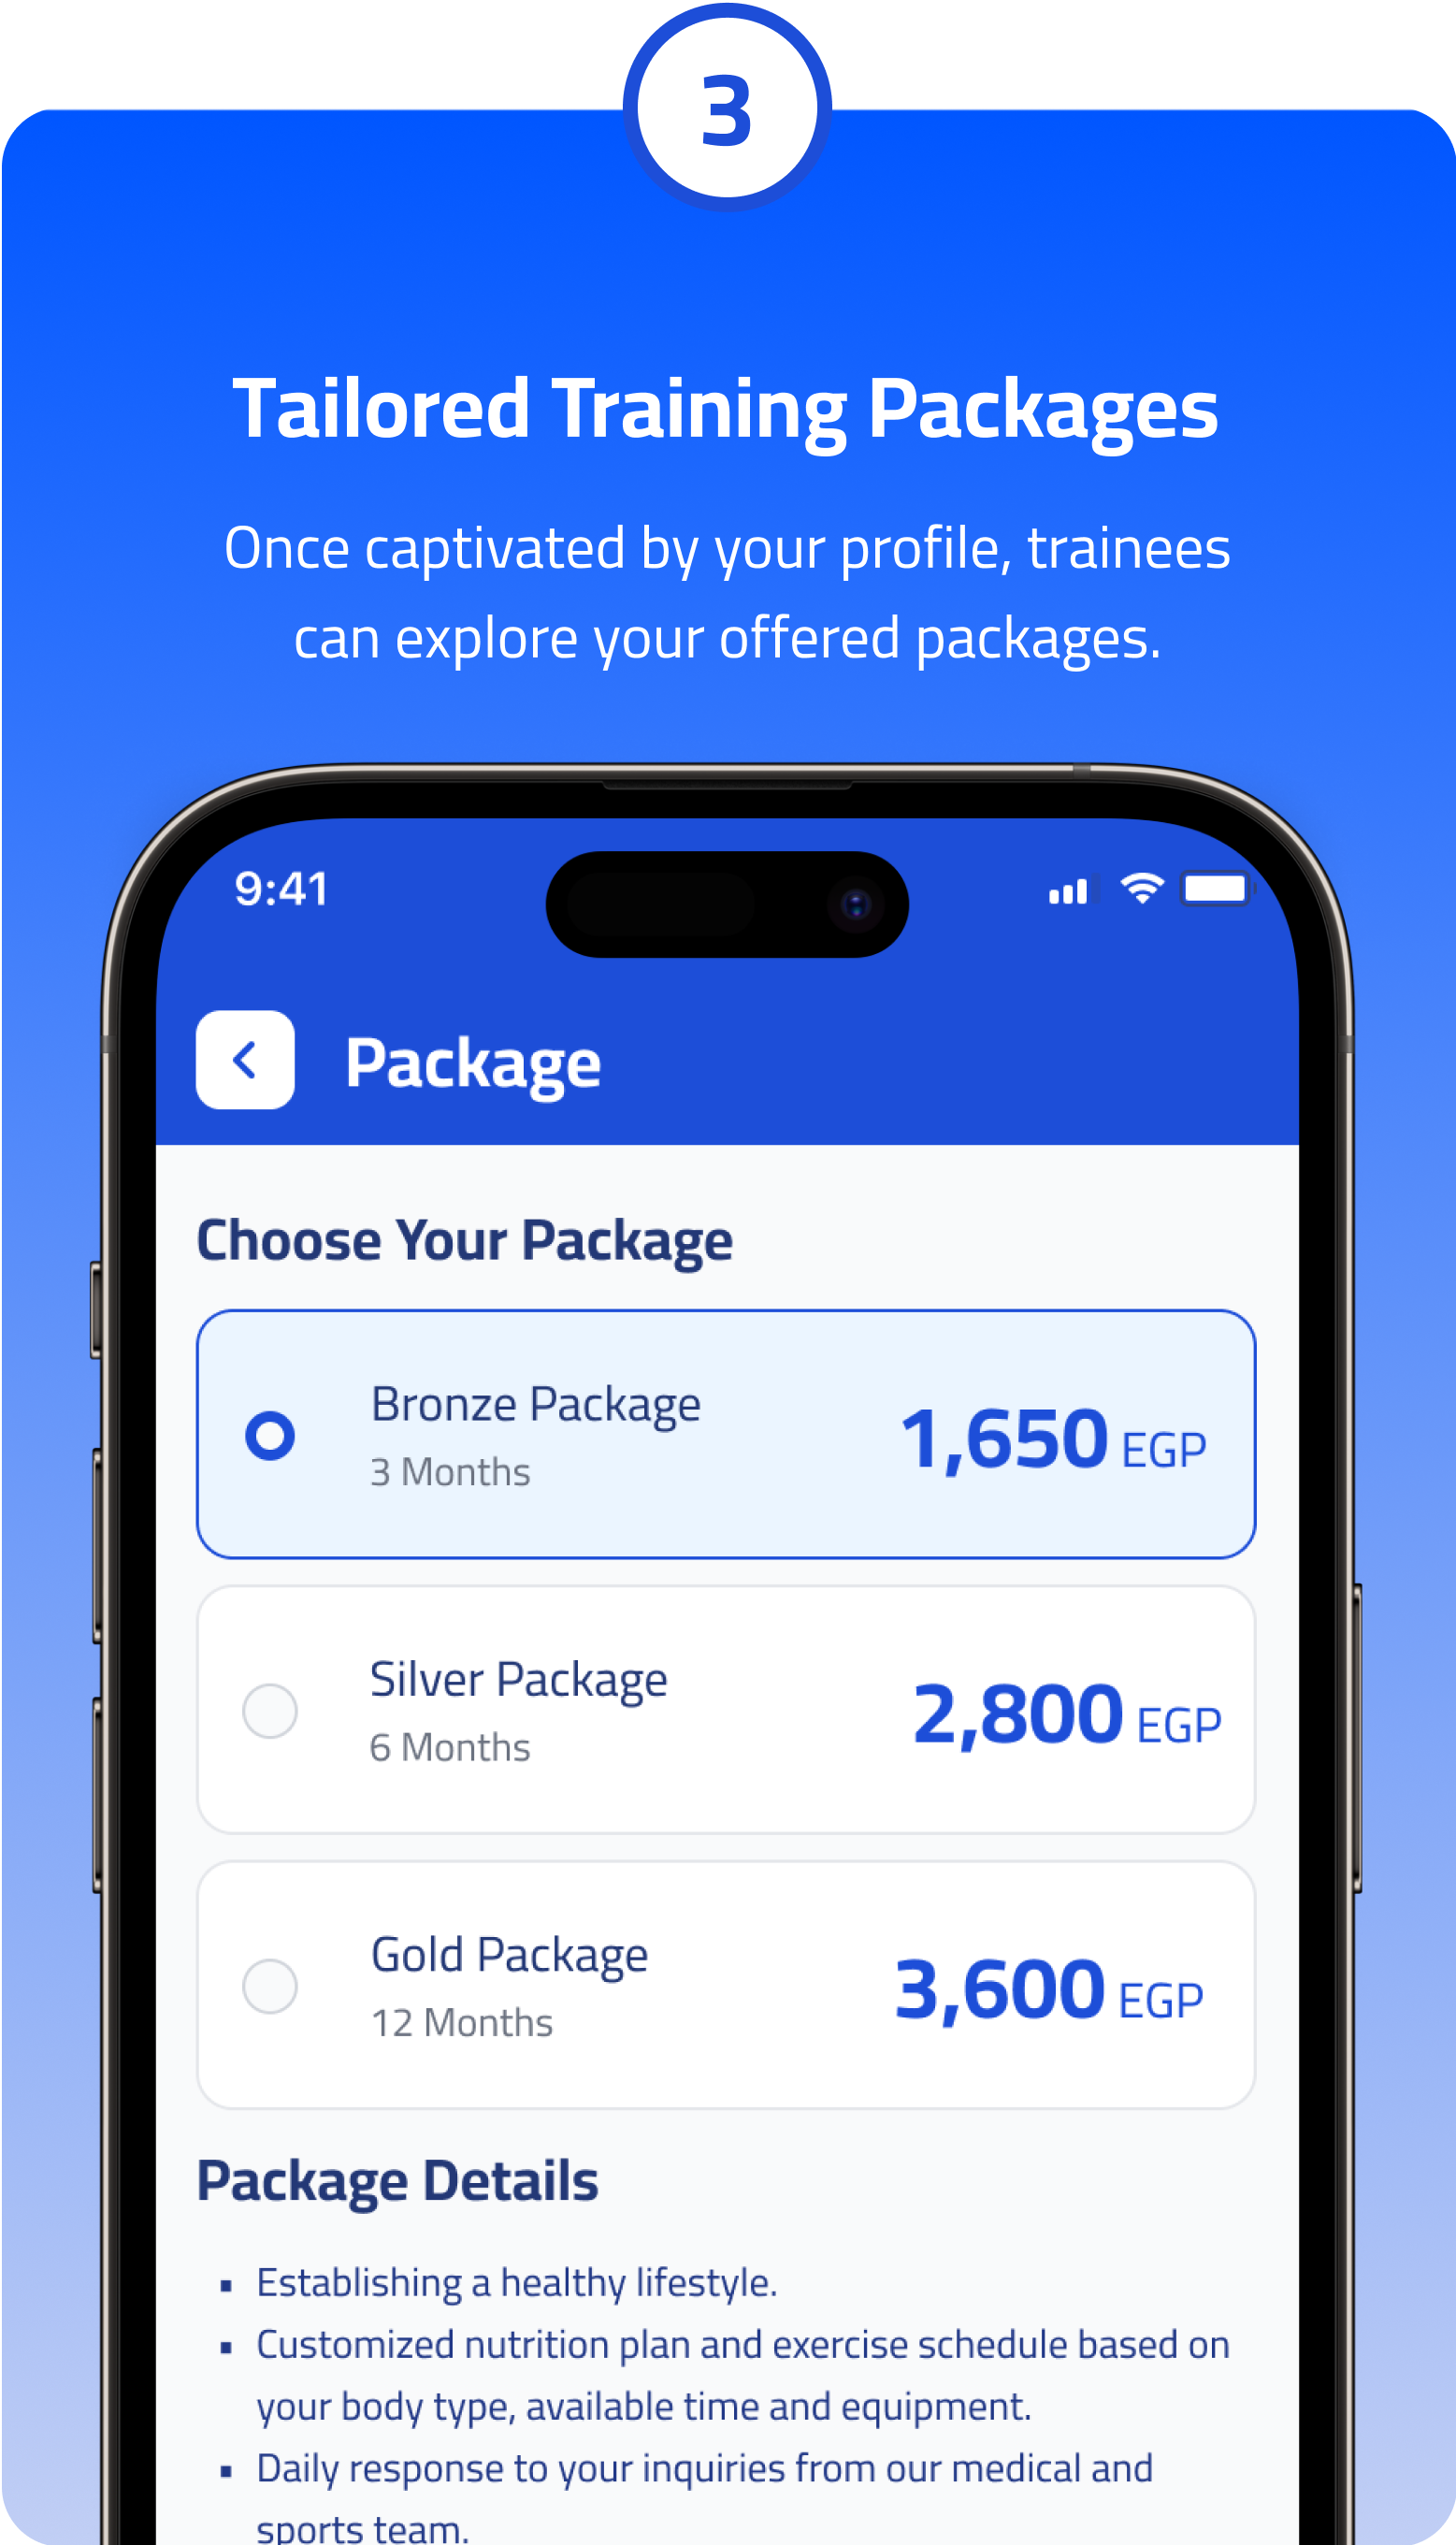 3
Tailored Training Packages
Once captivated by your profile, trainees
can explore your offered packages.
9:41
Package
Choose Your Package
Bronze Package
3 Months
1,650 EGP
Silver Package
6 Months
2,800 EGP
Gold Package
12 Months
3,600 EGP
Package Details
▪ Establishing a healthy lifestyle.
▪ Customized nutrition plan and exercise schedule based on
your body type, available time and equipment.
▪ Daily response to your inquiries from our medical and
sports team.